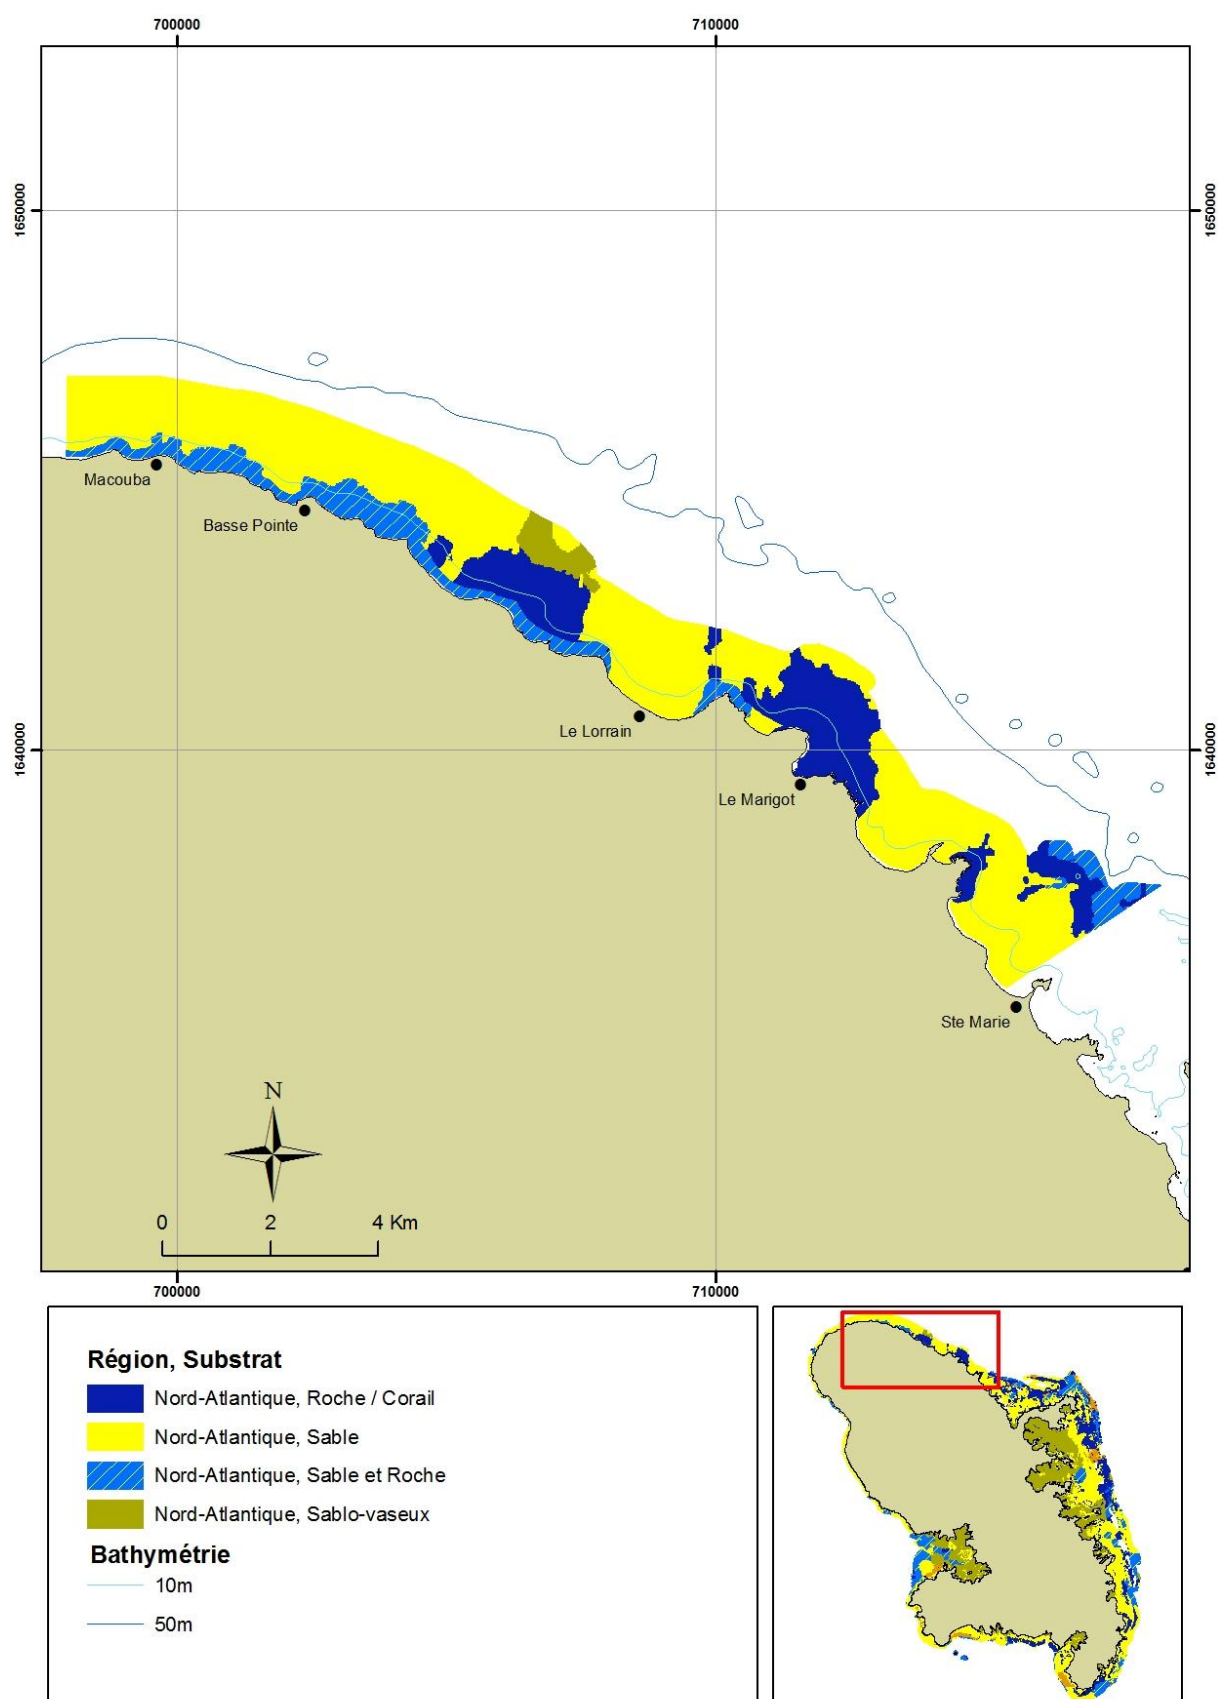 700000
710000
1650000
1650000
Macouba
Basse Pointe
Le Lorrain
1640000
1640000
Le Marigot
Ste Marie
N
0 2 4 Km
700000
710000
Région, Substrat
Nord-Atlantique, Roche / Corail
Nord-Atlantique, Sable
Nord-Atlantique, Sable et Roche
Nord-Atlantique, Sablo-vaseux
Bathymétrie
10m
50m